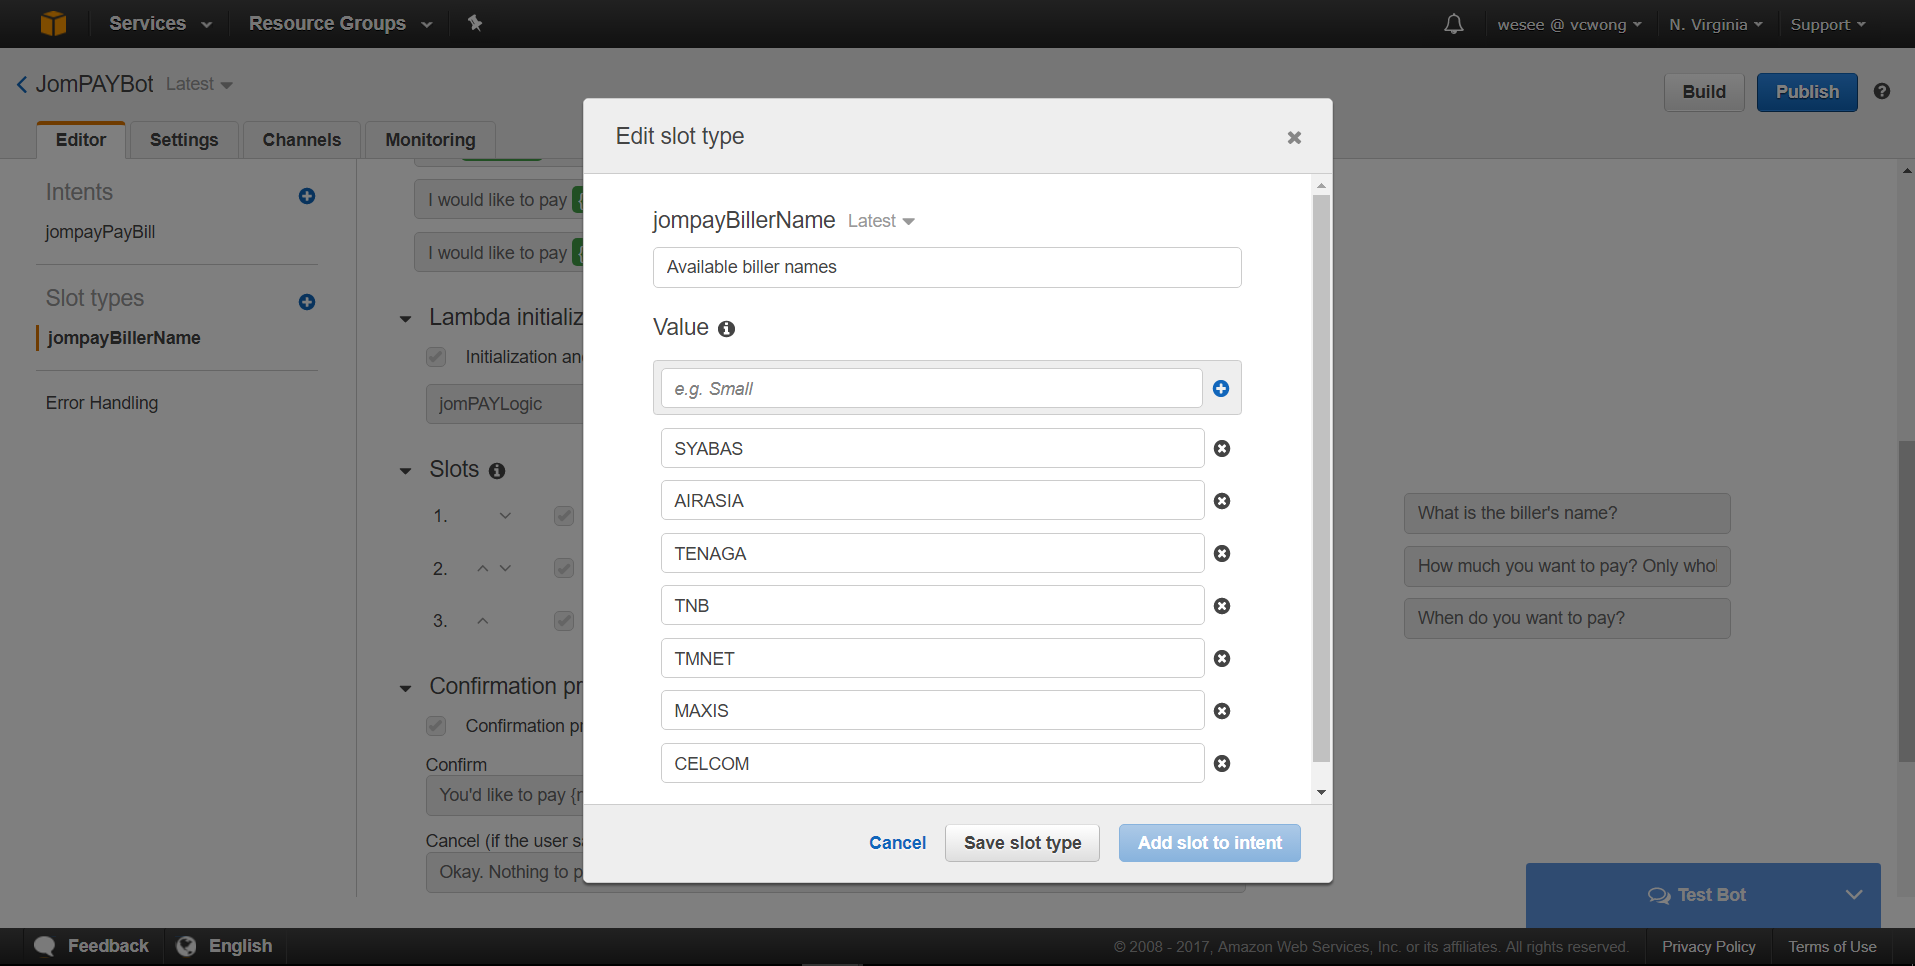 Services
Resource Groups
wesee @ vcwong
N. Virginia
Support
JomPAYBot Latest
Build
Publish
Editor
Settings
Channels
Monitoring
Intents
jompayPayBill
Slot types
jompayBillerName
Error Handling
I would like to pay {
I would like to pay {
Lambda initializ
Initialization an
jomPAYLogic
Slots
1.
2.
3.
What is the biller's name?
How much you want to pay? Only whol
When do you want to pay?
Confirmation pr
Confirmation pr
Confirm
You'd like to pay {r
Cancel (if the user sa
Okay. Nothing to p
Edit slot type
jompayBillerName Latest
Available biller names
Value
e.g. Small
SYABAS
AIRASIA
TENAGA
TNB
TMNET
MAXIS
CELCOM
Cancel
Save slot type
Add slot to intent
Test Bot
Feedback
English
© 2008 - 2017, Amazon Web Services, Inc. or its affiliates. All rights reserved.
Privacy Policy
Terms of Use